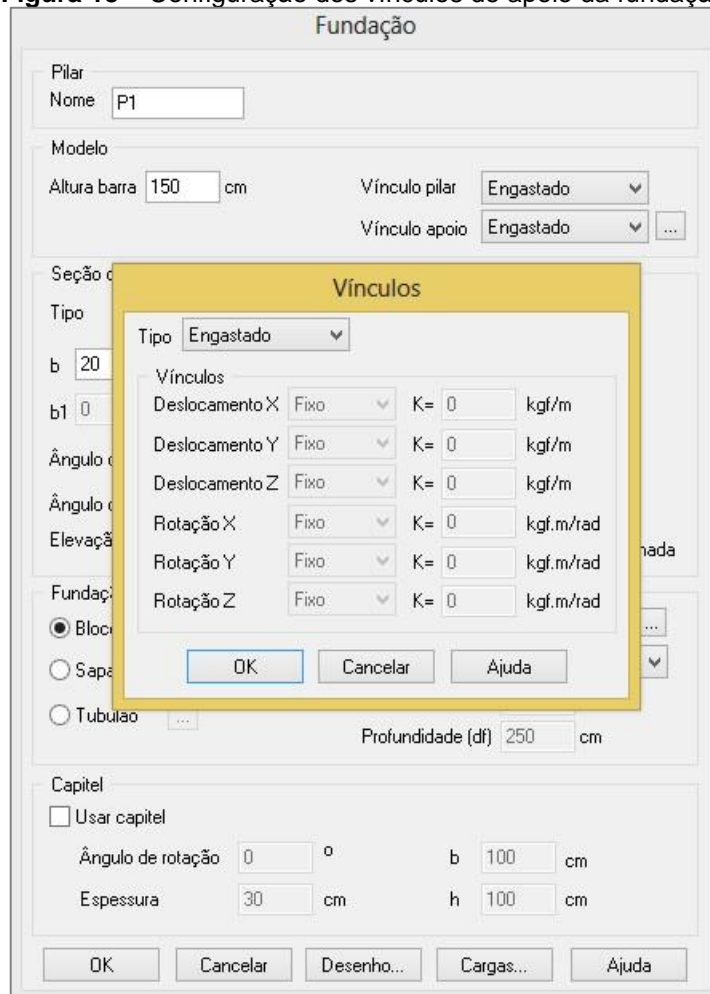 Fundação
Pilar
Nome P1
Modelo
Altura barra 150 cm Vínculo pilar Engastado
Vínculo apoio Engastado ...
Tipo
b 20
b1 0
Vínculos
Tipo Engastado
Vínculos
Deslocamento X Fixo K= 0 kgf/m
Deslocamento Y Fixo K= 0 kgf/m
Deslocamento Z Fixo K= 0 kgf/m
Rotação X Fixo K= 0 kgf.m/rad
Rotação Y Fixo K= 0 kgf.m/rad
Rotação Z Fixo K= 0 kgf.m/rad
OK Cancelar Ajuda
...
Tubulão ...
Profundidade (df) 250 cm
Capitel
Usar capitel
Ângulo de rotação 0 º b 100 cm
Espessura 30 cm h 100 cm
OK Cancelar Desenho... Cargas... Ajuda